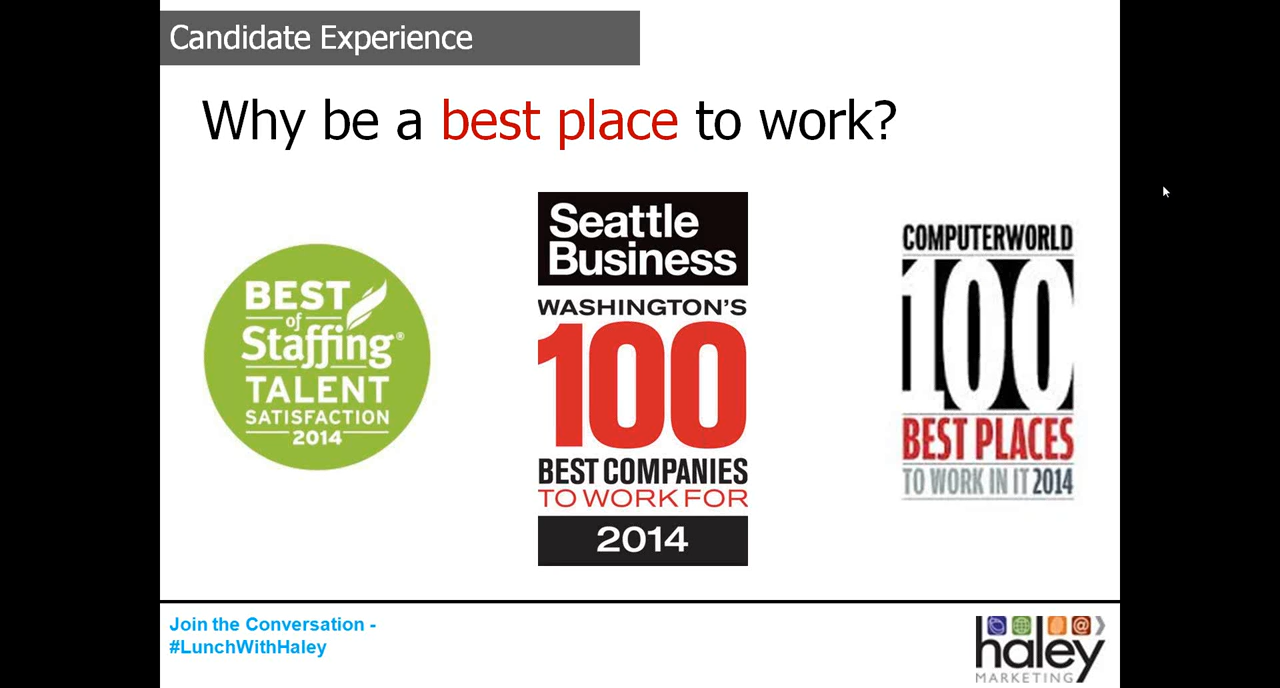 Candidate Experience
Why be a best place to work?
BEST
of
Staffing®
TALENT
SATISFACTION
2014
Seattle
Business
WASHINGTON'S
100
BEST COMPANIES
TO WORK FOR
2014
COMPUTERWORLD
100
BEST PLACES
TO WORK IN IT 2014
Join the Conversation -
#LunchWithHaley
@
haley
MARKETING